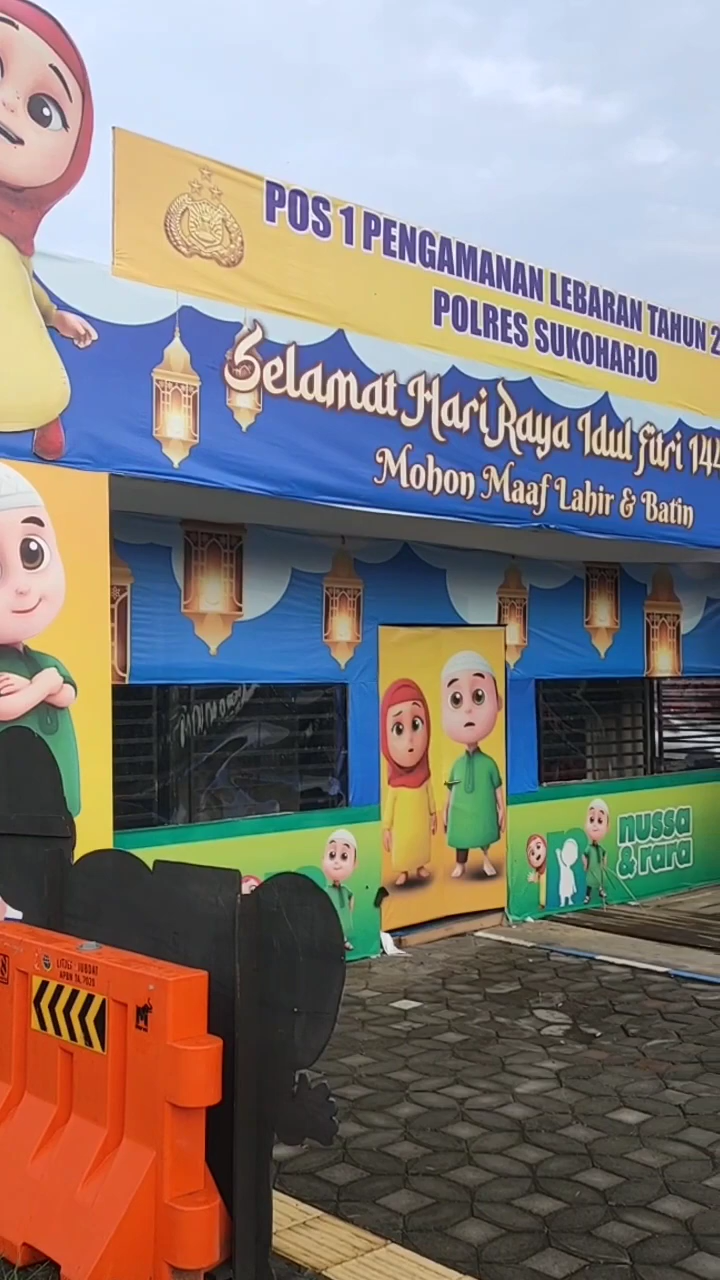 POS 1 PENGAMANAN LEBARAN TAHUN 2
POLRES SUKOHARJO
Selamat Hari Raya Idul Fitri 144
Mohon Maaf Lahir & Batin
nussa
& rara